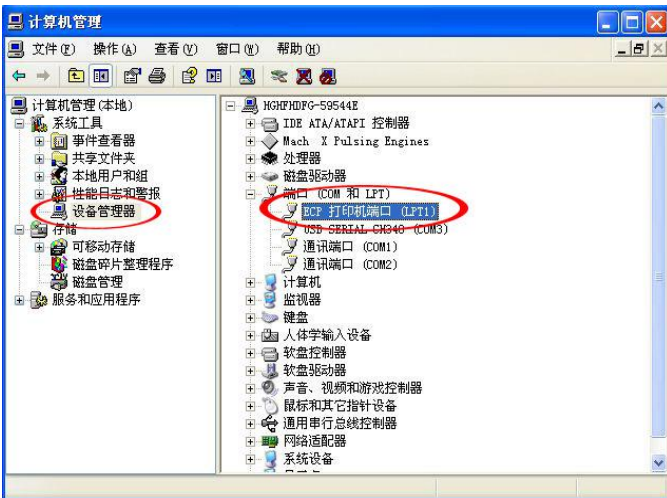 计算机管理
文件(F) 操作(A) 查看(V) 窗口(W) 帮助(H)
计算机管理(本地)
系统工具
事件查看器
共享文件夹
本地用户和组
性能日志和警报
设备管理器
存储
可移动存储
磁盘碎片整理程序
磁盘管理
服务和应用程序
HGHFHDFG-59544E
IDE ATA/ATAPI 控制器
Mach X Pulsing Engines
处理器
磁盘驱动器
端口 (COM 和 LPT)
ECP 打印机端口 (LPT1)
USB SERIAL CH340 (COM3)
通讯端口 (COM1)
通讯端口 (COM2)
计算机
监视器
键盘
人体学输入设备
软盘控制器
软盘驱动器
声音、视频和游戏控制器
鼠标和其它指针设备
通用串行总线控制器
网络适配器
系统设备